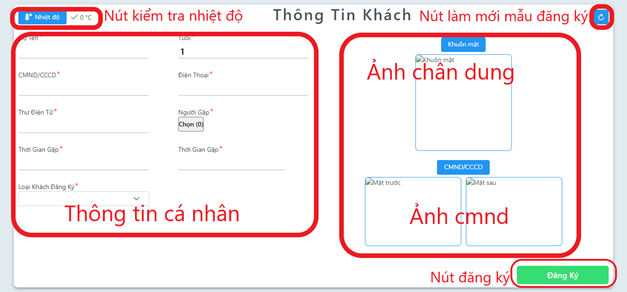 Nhiệt độ
0 °C
Nút kiểm tra nhiệt độ
Thông Tin Khách
Nút làm mới mẫu đăng ký
Tuổi
1
CMND/CCCD*
Điện Thoại*
Thư Điện Tử*
Người Gặp*
Chọn (0)
Thời Gian Gặp*
Thời Gian Gặp*
Loại Khách Đăng Ký*
Thông tin cá nhân
Khuôn mặt
Khuôn mặt
Ảnh chân dung
CMND/CCCD
Mặt trước
Mặt sau
Ảnh cmnd
Nút đăng ký
Đăng Ký